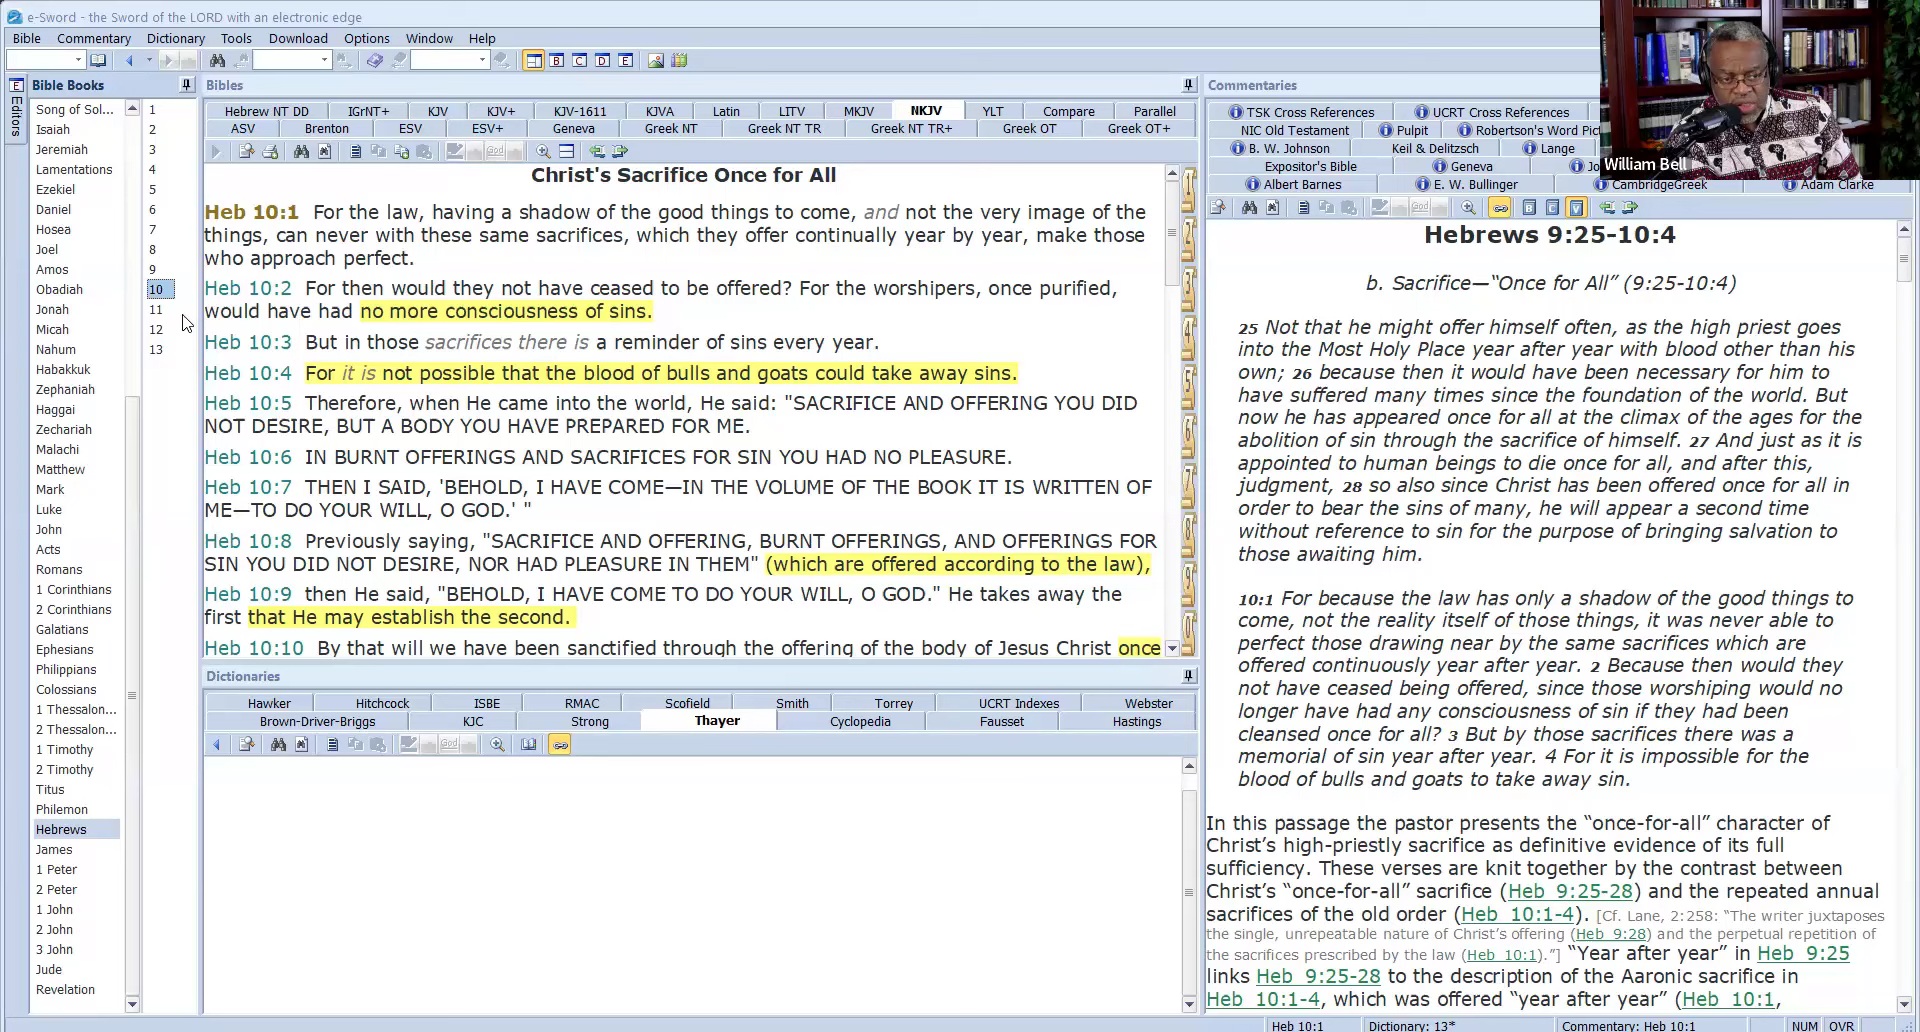 e-Sword - the Sword of the LORD with an electronic edge
Bible Commentary Dictionary Tools Download Options Window Help
B C D E
E Editors
Bible Books
Song of Sol...
Isaiah
Jeremiah
Lamentations
Ezekiel
Daniel
Hosea
Joel
Amos
Obadiah
Jonah
Micah
Nahum
Habakkuk
Zephaniah
Haggai
Zechariah
Malachi
Matthew
Mark
Luke
John
Acts
Romans
1 Corinthians
2 Corinthians
Galatians
Ephesians
Philippians
Colossians
1 Thessalon...
2 Thessalon...
1 Timothy
2 Timothy
Titus
Philemon
Hebrews
James
1 Peter
2 Peter
1 John
2 John
3 John
Jude
Revelation
1
2
3
4
5
6
7
8
9
10
11
12
13
Bibles
Hebrew NT DD IGrNT+ KJV KJV+ KJV-1611 KJVA Latin LITV MKJV NKJV YLT Compare Parallel
ASV Brenton ESV ESV+ Geneva Greek NT Greek NT TR Greek NT TR+ Greek OT Greek OT+
God
Christ's Sacrifice Once for All
Heb 10:1 For the law, having a shadow of the good things to come, and not the very image of the
things, can never with these same sacrifices, which they offer continually year by year, make those
who approach perfect.
Heb 10:2 For then would they not have ceased to be offered? For the worshipers, once purified,
would have had no more consciousness of sins.
Heb 10:3 But in those sacrifices there is a reminder of sins every year.
Heb 10:4 For it is not possible that the blood of bulls and goats could take away sins.
Heb 10:5 Therefore, when He came into the world, He said: "SACRIFICE AND OFFERING YOU DID
NOT DESIRE, BUT A BODY YOU HAVE PREPARED FOR ME.
Heb 10:6 IN BURNT OFFERINGS AND SACRIFICES FOR SIN YOU HAD NO PLEASURE.
Heb 10:7 THEN I SAID, 'BEHOLD, I HAVE COME—IN THE VOLUME OF THE BOOK IT IS WRITTEN OF
ME—TO DO YOUR WILL, O GOD.' "
Heb 10:8 Previously saying, "SACRIFICE AND OFFERING, BURNT OFFERINGS, AND OFFERINGS FOR
SIN YOU DID NOT DESIRE, NOR HAD PLEASURE IN THEM" (which are offered according to the law),
Heb 10:9 then He said, "BEHOLD, I HAVE COME TO DO YOUR WILL, O GOD." He takes away the
first that He may establish the second.
Heb 10:10 By that will we have been sanctified through the offering of the body of Jesus Christ once
1
2
3
4
5
6
7
8
9
0
Dictionaries
Hawker Hitchcock ISBE RMAC Scofield Smith Torrey UCRT Indexes Webster
Brown-Driver-Briggs KJC Strong Thayer Cyclopedia Fausset Hastings
God
Commentaries
TSK Cross References UCRT Cross References
NIC Old Testament Pulpit Robertson's Word Pic
B. W. Johnson Keil & Delitzsch Lange
Expositor's Bible Geneva Jo
Albert Barnes E. W. Bullinger CambridgeGreek Adam Clarke
William Bell
God B C V
Hebrews 9:25-10:4
b. Sacrifice—“Once for All” (9:25-10:4)
25 Not that he might offer himself often, as the high priest goes
into the Most Holy Place year after year with blood other than his
own; 26 because then it would have been necessary for him to
have suffered many times since the foundation of the world. But
now he has appeared once for all at the climax of the ages for the
abolition of sin through the sacrifice of himself. 27 And just as it is
appointed to human beings to die once for all, and after this,
judgment, 28 so also since Christ has been offered once for all in
order to bear the sins of many, he will appear a second time
without reference to sin for the purpose of bringing salvation to
those awaiting him.
10:1 For because the law has only a shadow of the good things to
come, not the reality itself of those things, it was never able to
perfect those drawing near by the same sacrifices which are
offered continuously year after year. 2 Because then would they
not have ceased being offered, since those worshiping would no
longer have had any consciousness of sin if they had been
cleansed once for all? 3 But by those sacrifices there was a
memorial of sin year after year. 4 For it is impossible for the
blood of bulls and goats to take away sin.
In this passage the pastor presents the “once-for-all” character of
Christ’s high-priestly sacrifice as definitive evidence of its full
sufficiency. These verses are knit together by the contrast between
Christ’s “once-for-all” sacrifice (Heb 9:25-28) and the repeated annual
sacrifices of the old order (Heb 10:1-4). [Cf. Lane, 2:258: “The writer juxtaposes
the single, unrepeatable nature of Christ’s offering (Heb 9:28) and the perpetual repetition of
the sacrifices prescribed by the law (Heb 10:1).”] “Year after year” in Heb 9:25
links Heb 9:25-28 to the description of the Aaronic sacrifice in
Heb 10:1-4, which was offered “year after year” (Heb 10:1,
Heb 10:1 Dictionary: 13* Commentary: Heb 10:1 NUM OVR